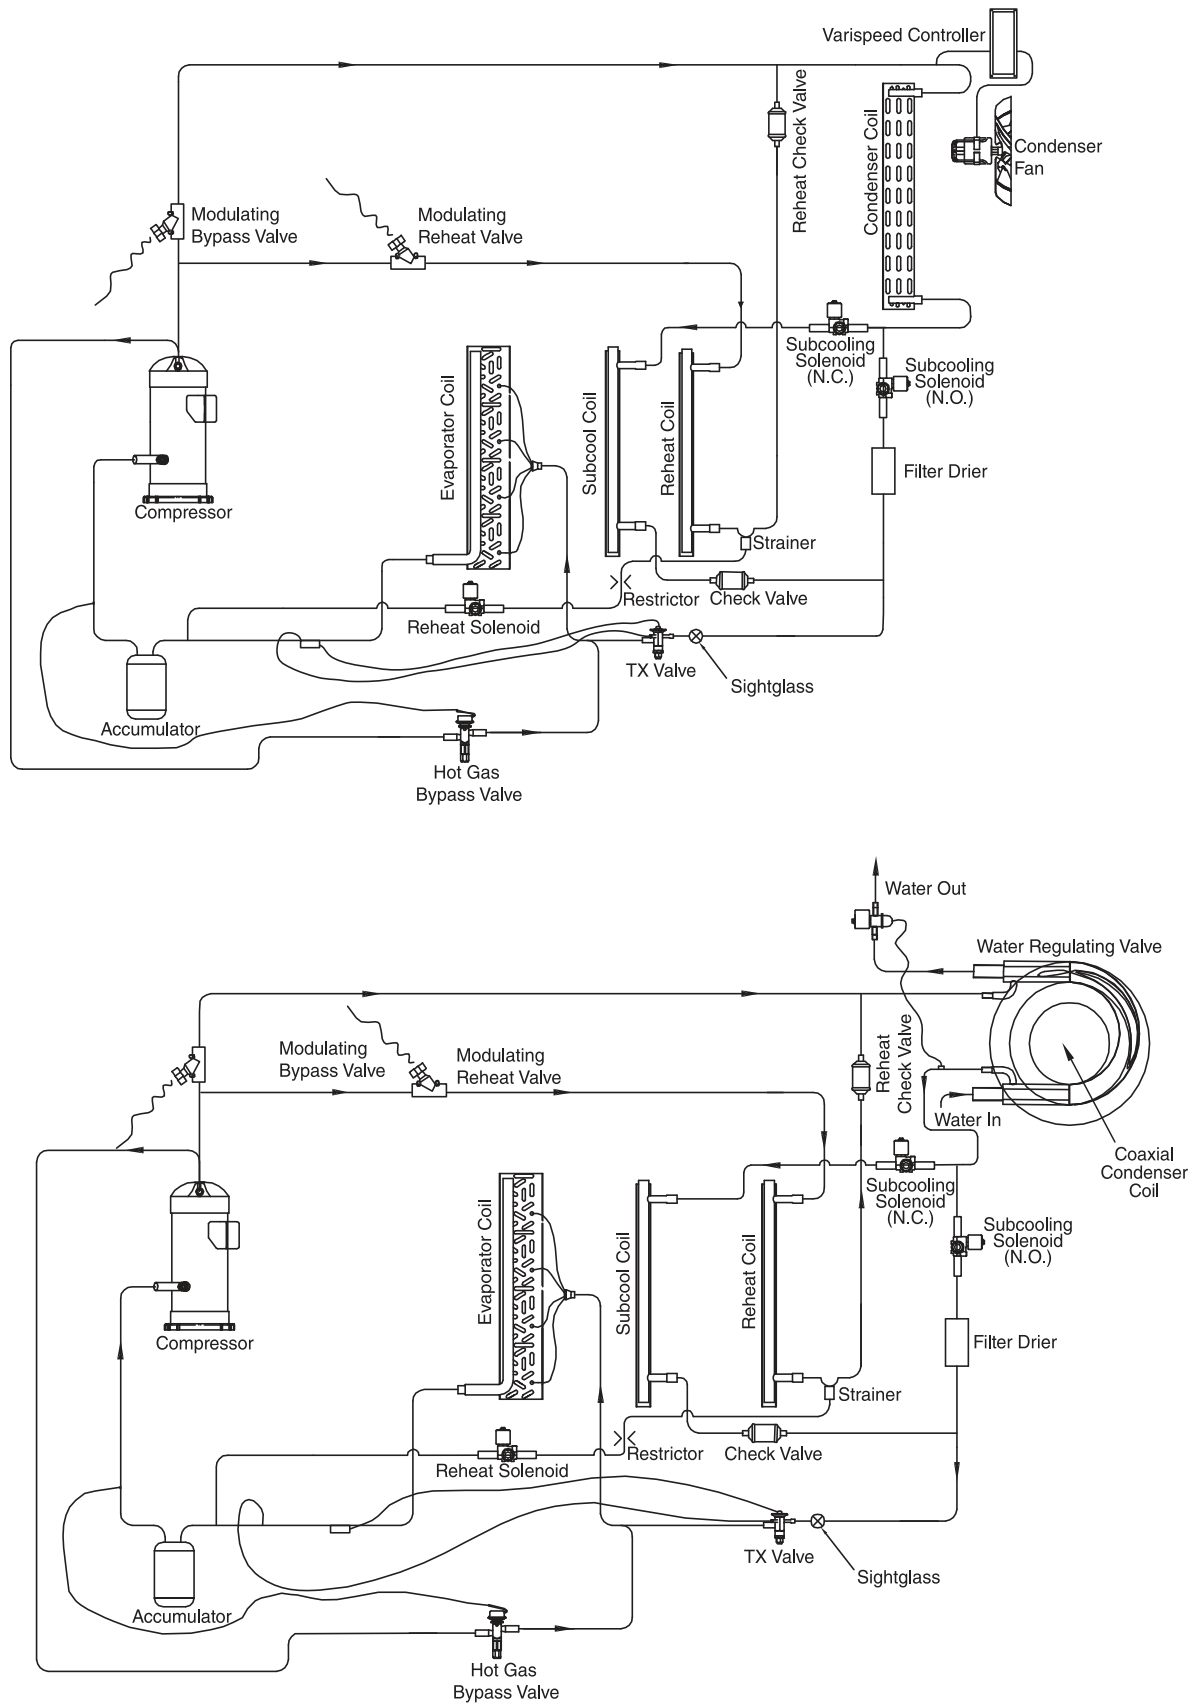 Varispeed Controller
Reheat Check Valve
Condenser Coil
Condenser
Fan
Modulating
Bypass Valve
Modulating
Reheat Valve
Subcooling
Solenoid
(N.C.)
Subcooling
Solenoid
(N.O.)
Evaporator Coil
Subcool Coil
Reheat Coil
Filter Drier
Compressor
Strainer
Restrictor
Check Valve
Reheat Solenoid
TX Valve
Sightglass
Accumulator
Hot Gas
Bypass Valve
Water Out
Water Regulating Valve
Modulating
Bypass Valve
Modulating
Reheat Valve
Reheat
Check Valve
Water In
Coaxial
Condenser
Coil
Subcooling
Solenoid
(N.C.)
Subcooling
Solenoid
(N.O.)
Evaporator Coil
Subcool Coil
Reheat Coil
Filter Drier
Compressor
Strainer
Restrictor
Check Valve
Reheat Solenoid
TX Valve
Sightglass
Accumulator
Hot Gas
Bypass Valve